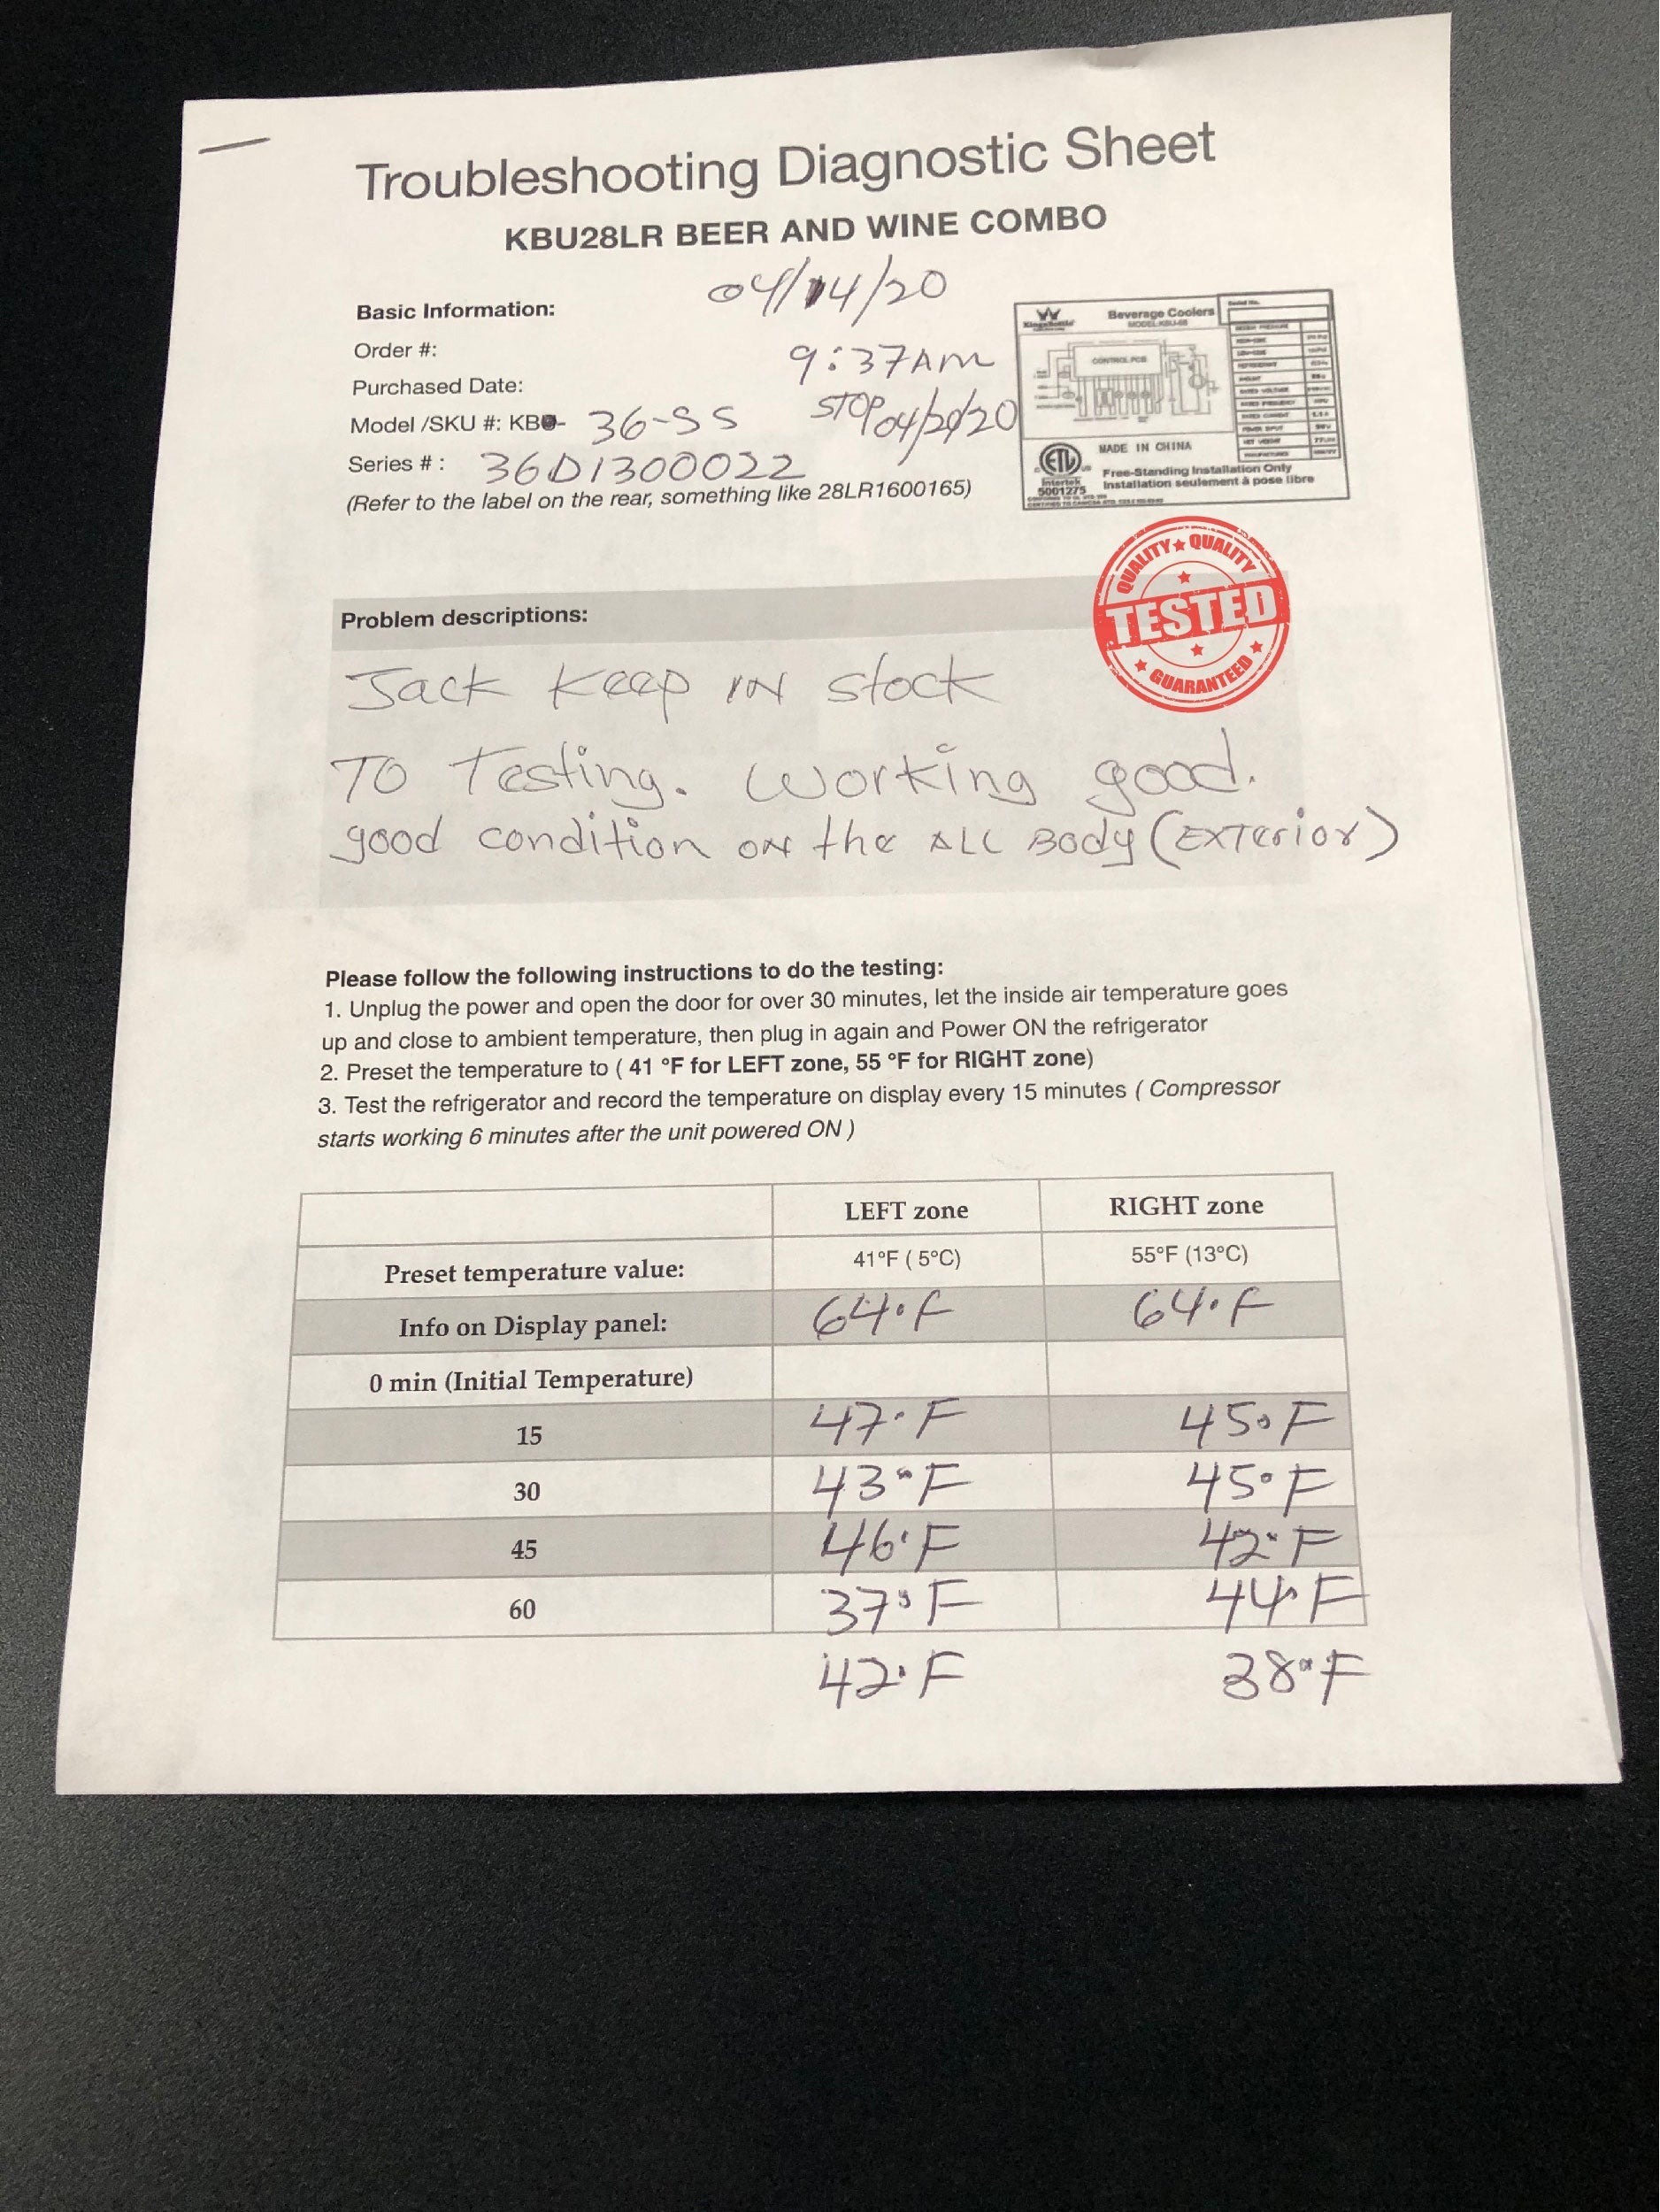 Troubleshooting Diagnostic Sheet
KBU28LR BEER AND WINE COMBO
04/14/20
Basic Information:
Order #:
9:37AM
Purchased Date:
Model /SKU #: KB - 36-SS
STOP 04/20/20
Series # : 36D1300022
(Refer to the label on the rear, something like 28LR1600165)
Beverage Coolers
CONTROL PCB
MADE IN CHINA
ETL
Intertek
5001275
Free-Standing Installation Only
Installation seulement à pose libre
QUALITY ★ QUALITY
TESTED
GUARANTEED
Problem descriptions:
Jack Keep IN stock
TO Testing. Working good.
good condition on the ALL Body (Exterior)
Please follow the following instructions to do the testing:
1. Unplug the power and open the door for over 30 minutes, let the inside air temperature goes
up and close to ambient temperature, then plug in again and Power ON the refrigerator
2. Preset the temperature to ( 41 °F for LEFT zone, 55 °F for RIGHT zone)
3. Test the refrigerator and record the temperature on display every 15 minutes ( Compressor
starts working 6 minutes after the unit powered ON )
LEFT zone RIGHT zone
Preset temperature value: 41°F ( 5°C) 55°F (13°C)
Info on Display panel: 64°F 64°F
0 min (Initial Temperature)
15 47°F 45°F
30 43°F 45°F
45 46°F 42°F
60 37°F 44°F
42°F 38°F